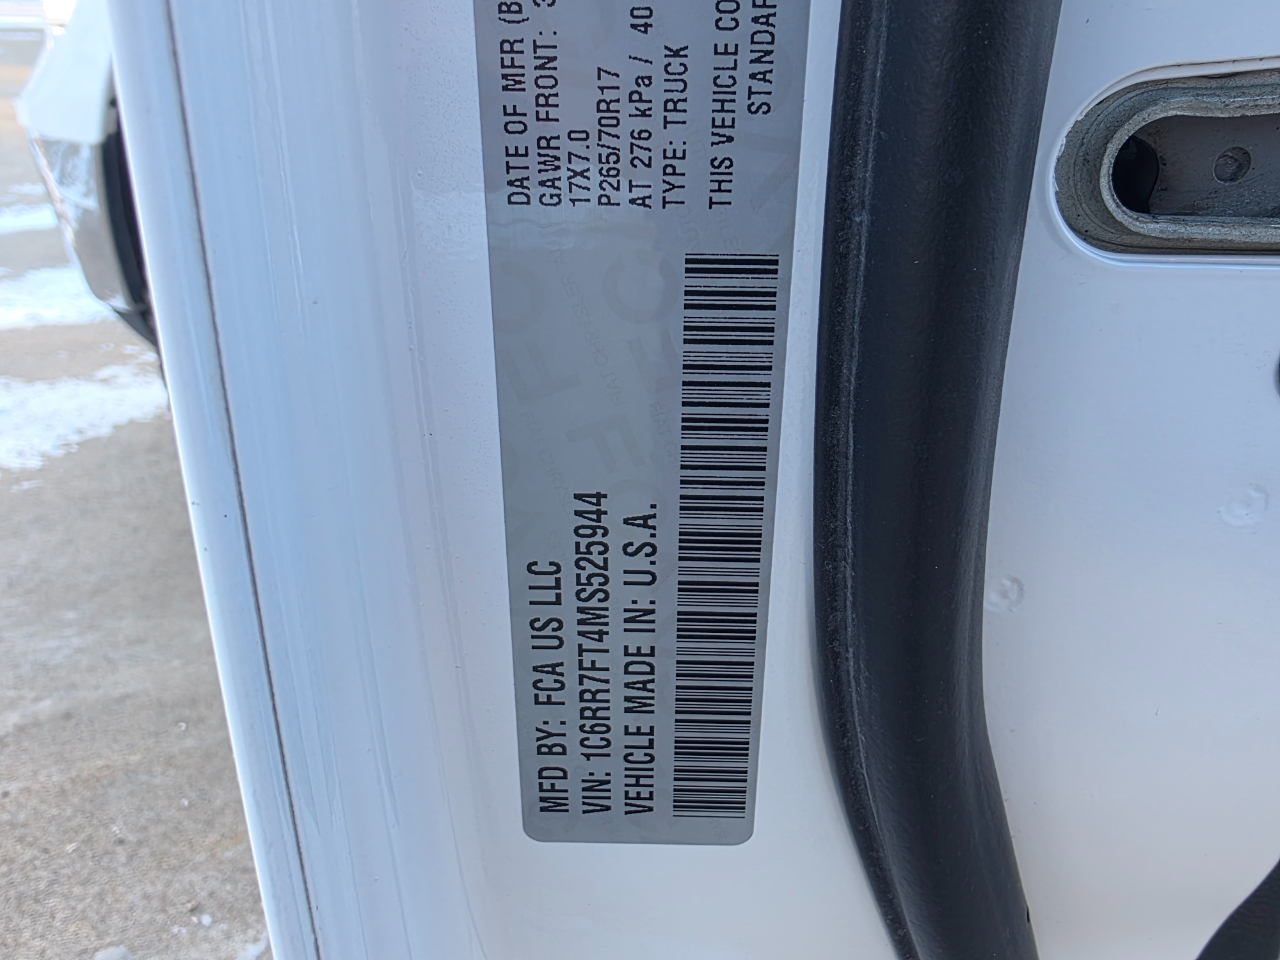 MFD BY: FCA US LLC
VIN: 1C6RR7FT4MS525944
VEHICLE MADE IN: U.S.A.
DATE OF MFR (B
GAWR FRONT: 3
17X7.0
P265/70R17
AT 276 kPa / 40
TYPE: TRUCK
THIS VEHICLE CO
STANDAR